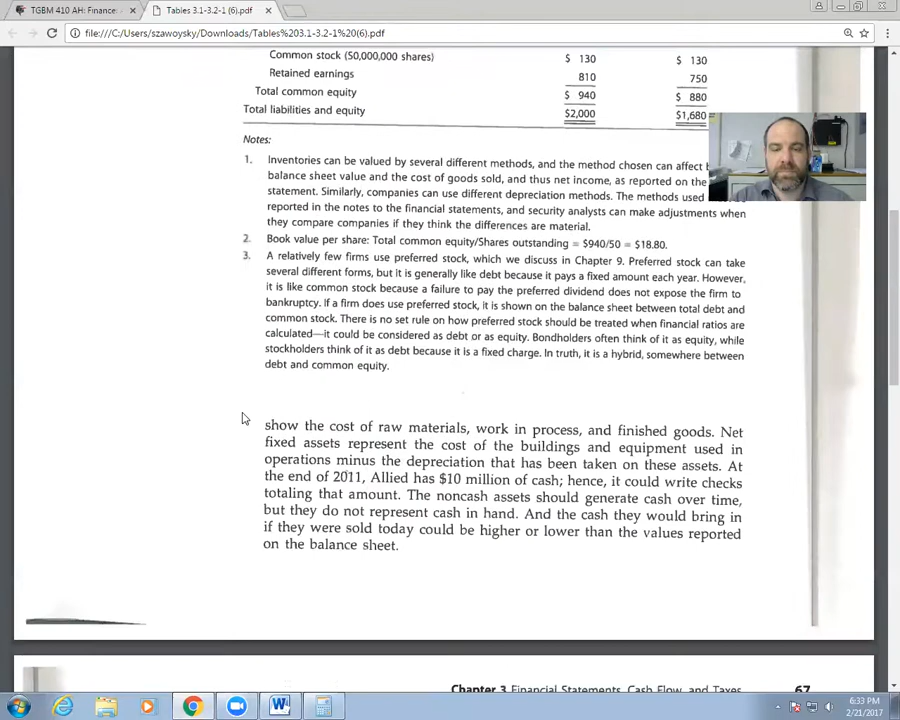 TGBM 410 AH: Finance:
Tables 3.1-3.2-1 (6).pdf
file:///C:/Users/szawoysky/Downloads/Tables%203.1-3.2-1%20(6).pdf
Common stock (50,000,000 shares) $ 130 $ 130
Retained earnings 810 750
Total common equity $ 940 $ 880
Total liabilities and equity $2,000 $1,680
Notes:
1. Inventories can be valued by several different methods, and the method chosen can affect
balance sheet value and the cost of goods sold, and thus net income, as reported on the
statement. Similarly, companies can use different depreciation methods. The methods used
reported in the notes to the financial statements, and security analysts can make adjustments when
they compare companies if they think the differences are material.
2. Book value per share: Total common equity/Shares outstanding = $940/50 = $18.80.
3. A relatively few firms use preferred stock, which we discuss in Chapter 9. Preferred stock can take
several different forms, but it is generally like debt because it pays a fixed amount each year. However,
it is like common stock because a failure to pay the preferred dividend does not expose the firm to
bankruptcy. If a firm does use preferred stock, it is shown on the balance sheet between total debt and
common stock. There is no set rule on how preferred stock should be treated when financial ratios are
calculated—it could be considered as debt or as equity. Bondholders often think of it as equity, while
stockholders think of it as debt because it is a fixed charge. In truth, it is a hybrid, somewhere between
debt and common equity.
show the cost of raw materials, work in process, and finished goods. Net
fixed assets represent the cost of the buildings and equipment used in
operations minus the depreciation that has been taken on these assets. At
the end of 2011, Allied has $10 million of cash; hence, it could write checks
totaling that amount. The noncash assets should generate cash over time,
but they do not represent cash in hand. And the cash they would bring in
if they were sold today could be higher or lower than the values reported
on the balance sheet.
Chapter 3 Financial Statements, Cash Flow, and Taxes 67
6:33 PM
2/21/2017